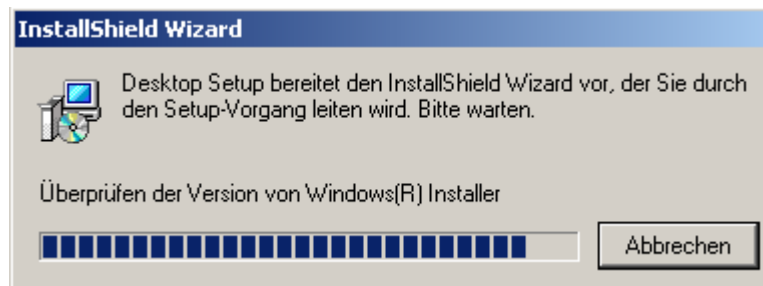 InstallShield Wizard
Desktop Setup bereitet den InstallShield Wizard vor, der Sie durch
den Setup-Vorgang leiten wird. Bitte warten.
Überprüfen der Version von Windows(R) Installer
Abbrechen